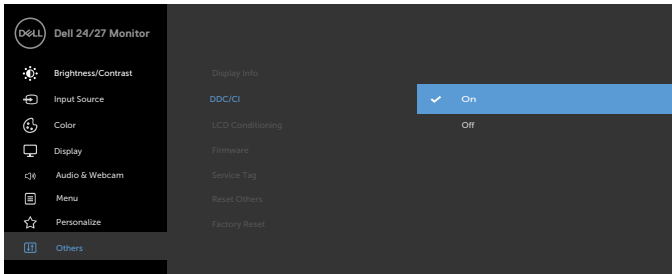 DELL
Dell 24/27 Monitor
Brightness/Contrast
Input Source
Color
Display
Audio & Webcam
Menu
Personalize
Others
Display Info
DDC/CI
LCD Conditioning
Firmware
Service Tag
Reset Others
Factory Reset
On
Off